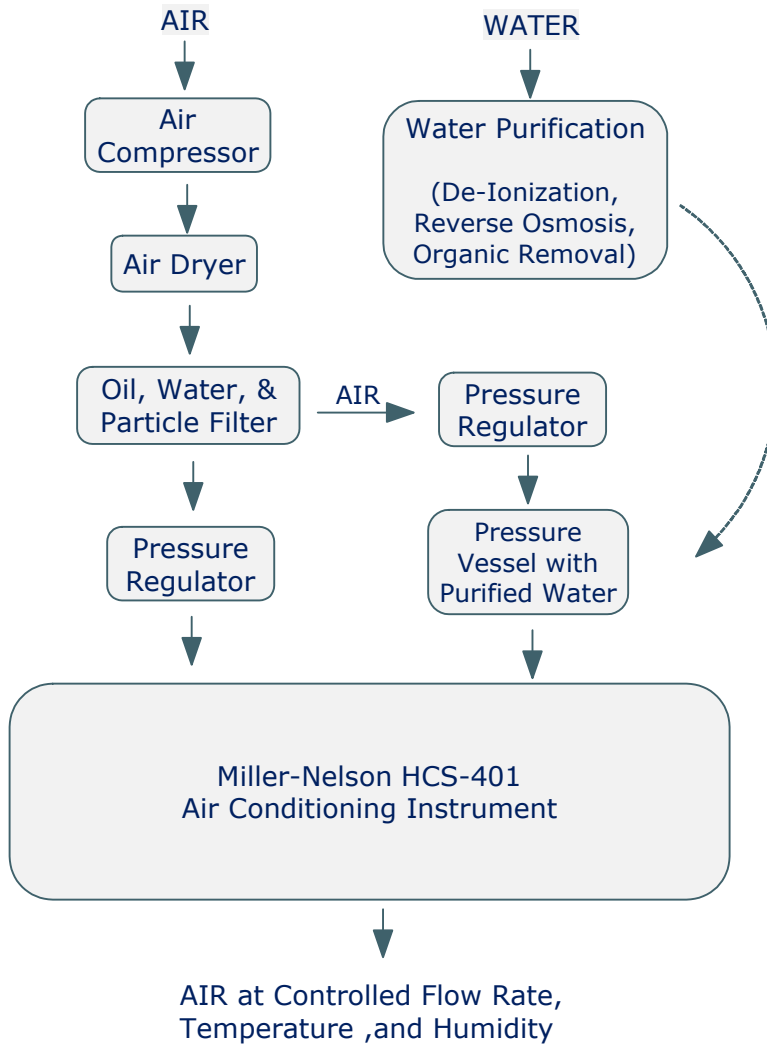 AIR
WATER
Air
Compressor
Water Purification
(De-Ionization,
Reverse Osmosis,
Organic Removal)
Air Dryer
Oil, Water, &
Particle Filter
AIR
Pressure
Regulator
Pressure
Regulator
Pressure
Vessel with
Purified Water
Miller-Nelson HCS-401
Air Conditioning Instrument
AIR at Controlled Flow Rate,
Temperature ,and Humidity